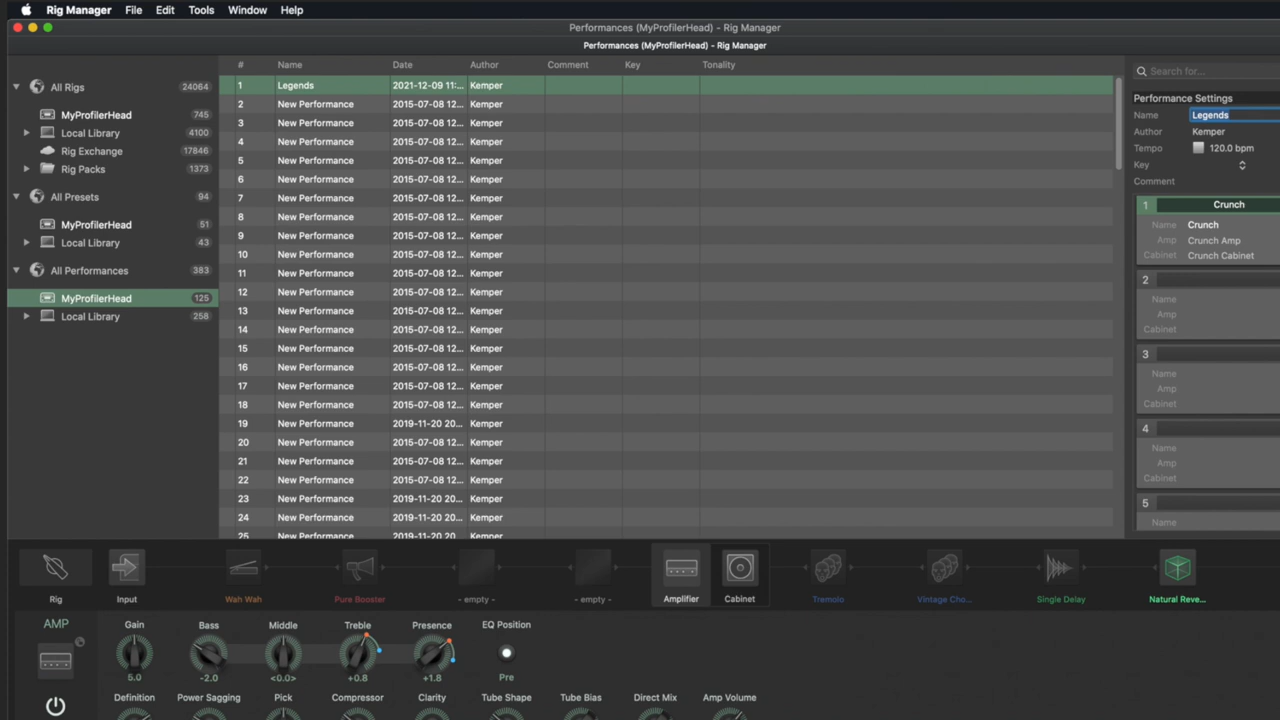 Rig Manager File Edit Tools Window Help
Performances (MyProfilerHead) - Rig Manager
Performances (MyProfilerHead) - Rig Manager
All Rigs 24064
MyProfilerHead 745
Local Library 4100
Rig Exchange 17846
Rig Packs 1373
All Presets 94
MyProfilerHead 51
Local Library 43
All Performances 383
MyProfilerHead 125
Local Library 258
# Name Date Author Comment Key Tonality
1 Legends 2021-12-09 11:... Kemper
2 New Performance 2015-07-08 12... Kemper
3 New Performance 2015-07-08 12... Kemper
4 New Performance 2015-07-08 12... Kemper
5 New Performance 2015-07-08 12... Kemper
6 New Performance 2015-07-08 12... Kemper
7 New Performance 2015-07-08 12... Kemper
8 New Performance 2015-07-08 12... Kemper
9 New Performance 2015-07-08 12... Kemper
10 New Performance 2015-07-08 12... Kemper
11 New Performance 2015-07-08 12... Kemper
12 New Performance 2015-07-08 12... Kemper
13 New Performance 2015-07-08 12... Kemper
14 New Performance 2015-07-08 12... Kemper
15 New Performance 2015-07-08 12... Kemper
16 New Performance 2015-07-08 12... Kemper
17 New Performance 2015-07-08 12... Kemper
18 New Performance 2015-07-08 12... Kemper
19 New Performance 2019-11-20 20... Kemper
20 New Performance 2015-07-08 12... Kemper
21 New Performance 2015-07-08 12... Kemper
22 New Performance 2015-07-08 12... Kemper
23 New Performance 2019-11-20 20... Kemper
24 New Performance 2019-11-20 20... Kemper
25 New Performance 2019-11-20 20... Kemper
Search for...
Performance Settings
Name Legends
Author Kemper
Tempo 120.0 bpm
Key
Comment
1 Crunch
Name Crunch
Amp Crunch Amp
Cabinet Crunch Cabinet
2
Name
Amp
Cabinet
3
Name
Amp
Cabinet
4
Name
Amp
Cabinet
5
Name
Rig Input Wah Wah Pure Booster - empty - - empty - Amplifier Cabinet Tremolo Vintage Cho... Single Delay Natural Reve...
AMP Gain Bass Middle Treble Presence EQ Position
5.0 -2.0 <0.0> +0.8 +1.8 Pre
Definition Power Sagging Pick Compressor Clarity Tube Shape Tube Bias Direct Mix Amp Volume